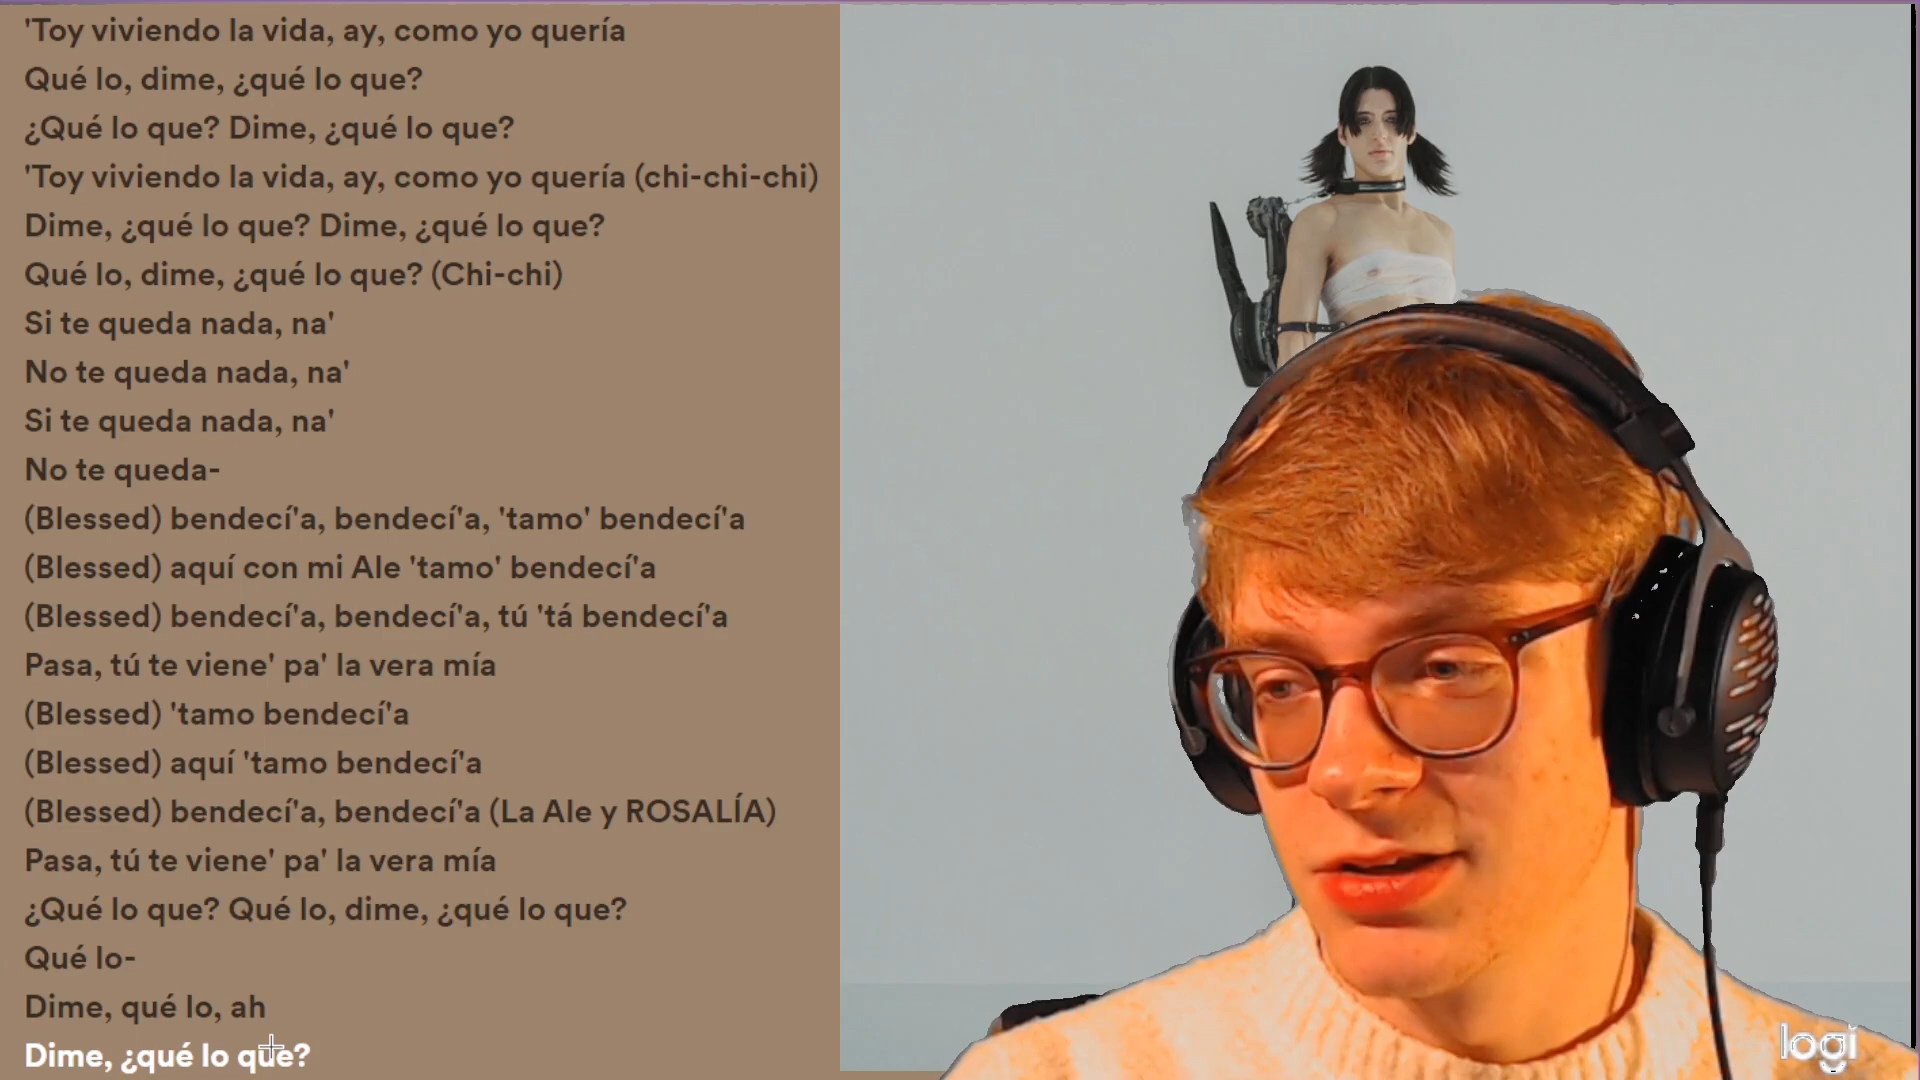 'Toy viviendo la vida, ay, como yo quería
Qué lo, dime, ¿qué lo que?
¿Qué lo que? Dime, ¿qué lo que?
'Toy viviendo la vida, ay, como yo quería (chi-chi-chi)
Dime, ¿qué lo que? Dime, ¿qué lo que?
Qué lo, dime, ¿qué lo que? (Chi-chi)
Si te queda nada, na'
No te queda nada, na'
Si te queda nada, na'
No te queda-
(Blessed) bendecí'a, bendecí'a, 'tamo' bendecí'a
(Blessed) aquí con mi Ale 'tamo' bendecí'a
(Blessed) bendecí'a, bendecí'a, tú 'tá bendecí'a
Pasa, tú te viene' pa' la vera mía
(Blessed) 'tamo bendecí'a
(Blessed) aquí 'tamo bendecí'a
(Blessed) bendecí'a, bendecí'a (La Ale y ROSALÍA)
Pasa, tú te viene' pa' la vera mía
¿Qué lo que? Qué lo, dime, ¿qué lo que?
Qué lo-
Dime, qué lo, ah
Dime, ¿qué lo que?
logi